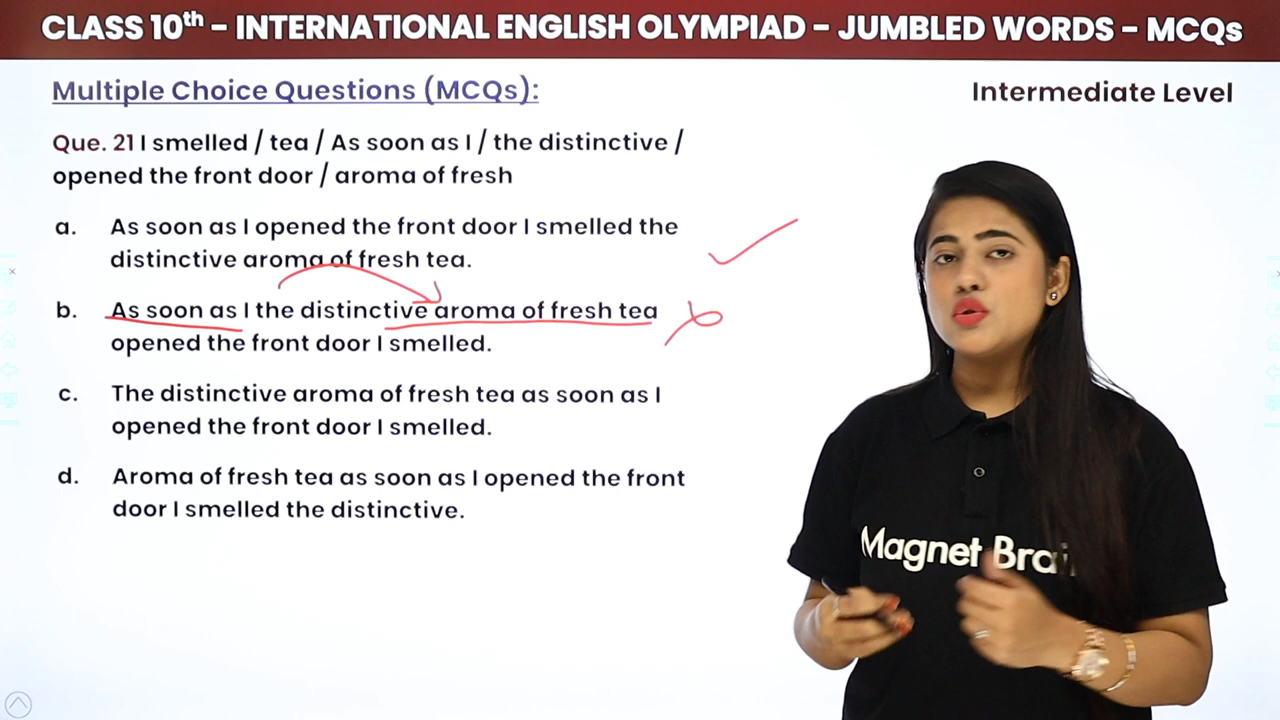 CLASS 10th – INTERNATIONAL ENGLISH OLYMPIAD – JUMBLED WORDS – MCQs
Multiple Choice Questions (MCQs):
Intermediate Level
Que. 21 I smelled / tea / As soon as I / the distinctive /
opened the front door / aroma of fresh
a. As soon as I opened the front door I smelled the
distinctive aroma of fresh tea.
b. As soon as I the distinctive aroma of fresh tea
opened the front door I smelled.
c. The distinctive aroma of fresh tea as soon as I
opened the front door I smelled.
d. Aroma of fresh tea as soon as I opened the front
door I smelled the distinctive.
Magnet Brai